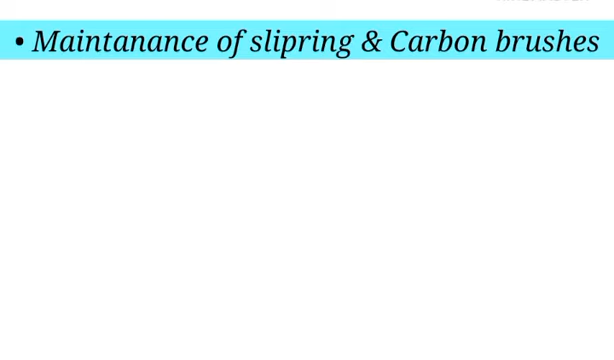 • Maintanance of slipring & Carbon brushes